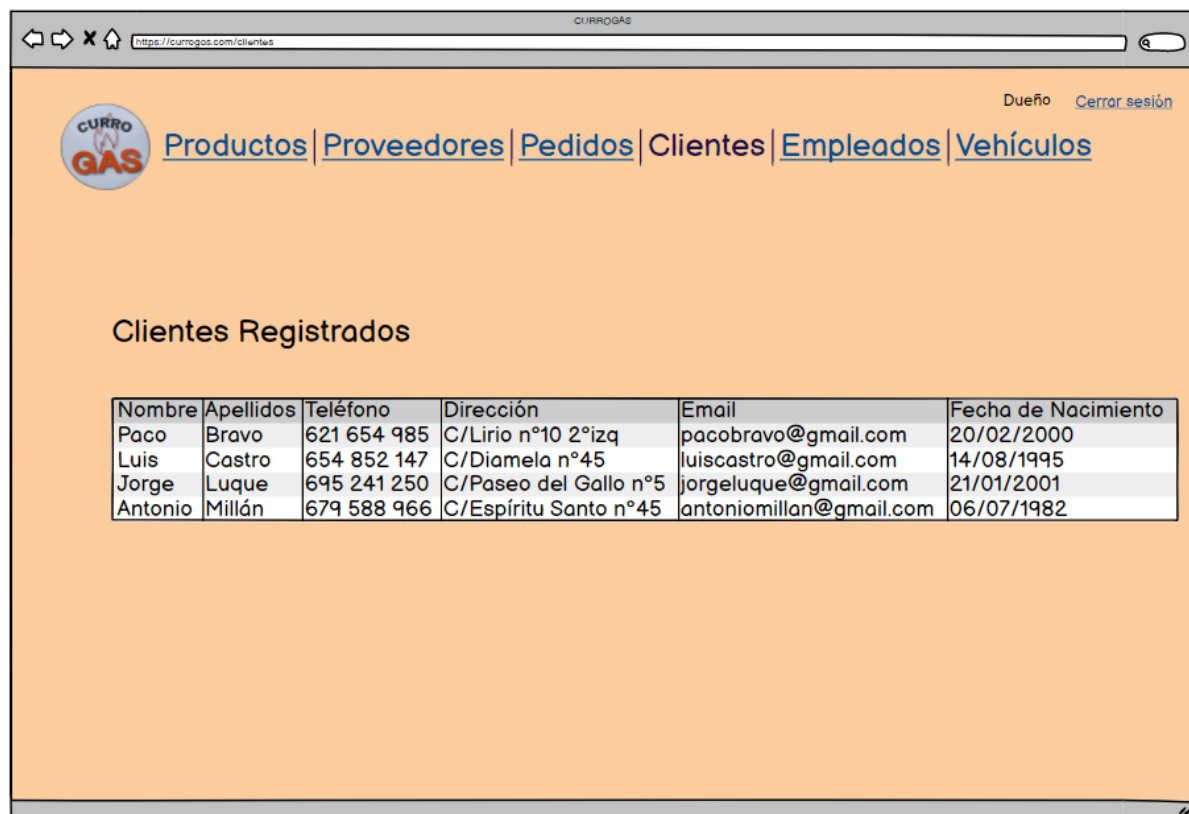 CURROGAS
https://currogas.com/clientes
Dueño Cerrar sesión
CURRO
GAS
Productos Proveedores Pedidos Clientes Empleados Vehículos
Clientes Registrados
Nombre Apellidos Teléfono Dirección Email Fecha de Nacimiento
Paco Bravo 621 654 985 C/Lirio nº10 2ºizq pacobravo@gmail.com 20/02/2000
Luis Castro 654 852 147 C/Diamela nº45 luiscastro@gmail.com 14/08/1995
Jorge Luque 695 241 250 C/Paseo del Gallo nº5 jorgeluque@gmail.com 21/01/2001
Antonio Millán 679 588 966 C/Espíritu Santo nº45 antoniomillan@gmail.com 06/07/1982